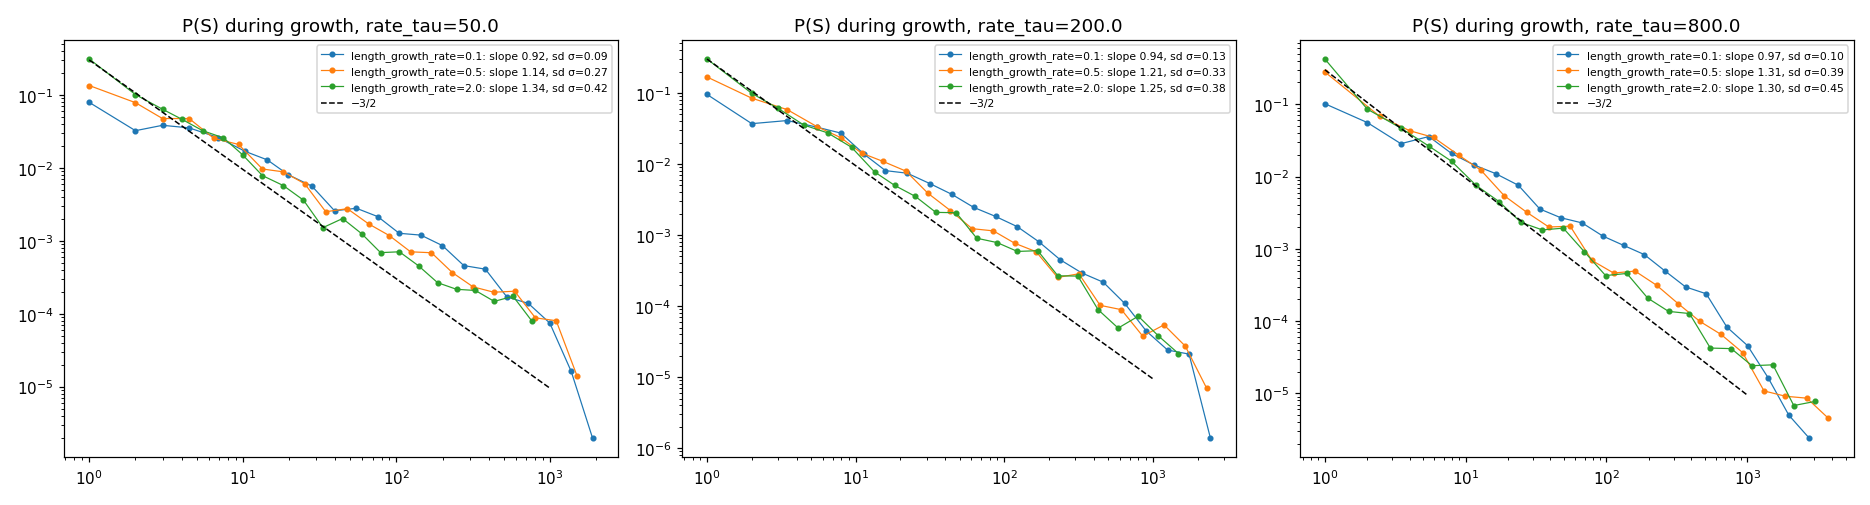 P(S) during growth, rate_tau=50.0
length_growth_rate=0.1: slope 0.92, sd σ=0.09
length_growth_rate=0.5: slope 1.14, sd σ=0.27
length_growth_rate=2.0: slope 1.34, sd σ=0.42
−3/2
10⁻¹
10⁻²
10⁻³
10⁻⁴
10⁻⁵
10⁰ 10¹ 10² 10³
P(S) during growth, rate_tau=200.0
length_growth_rate=0.1: slope 0.94, sd σ=0.13
length_growth_rate=0.5: slope 1.21, sd σ=0.33
length_growth_rate=2.0: slope 1.25, sd σ=0.38
−3/2
10⁻¹
10⁻²
10⁻³
10⁻⁴
10⁻⁵
10⁻⁶
10⁰ 10¹ 10² 10³
P(S) during growth, rate_tau=800.0
length_growth_rate=0.1: slope 0.97, sd σ=0.10
length_growth_rate=0.5: slope 1.31, sd σ=0.39
length_growth_rate=2.0: slope 1.30, sd σ=0.45
−3/2
10⁻¹
10⁻²
10⁻³
10⁻⁴
10⁻⁵
10⁰ 10¹ 10² 10³